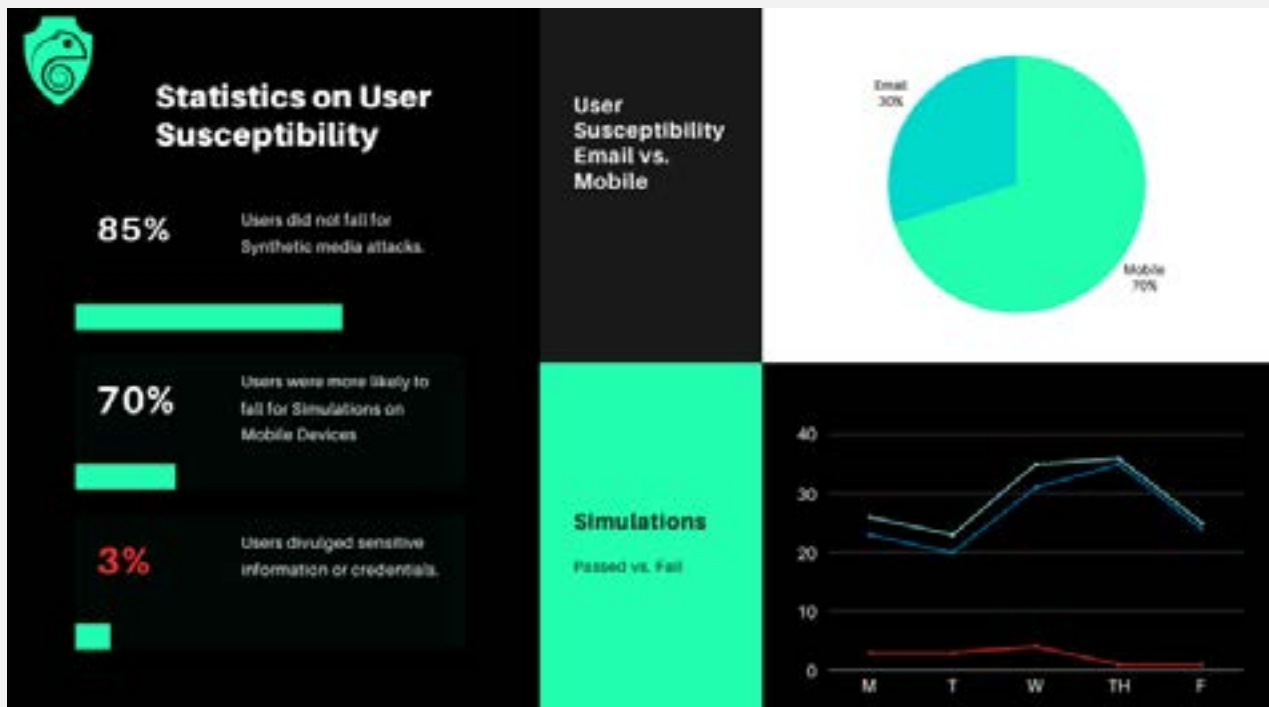 Statistics on User
Susceptibility
85%
Users did not fall for
Synthetic media attacks.
70%
Users were more likely to
fall for Simulations on
Mobile Devices
3%
Users divulged sensitive
information or credentials.
User
Susceptibility
Email vs.
Mobile
Email
30%
Mobile
70%
Simulations
Passed vs. Fail
40
30
20
10
0
M T W TH F